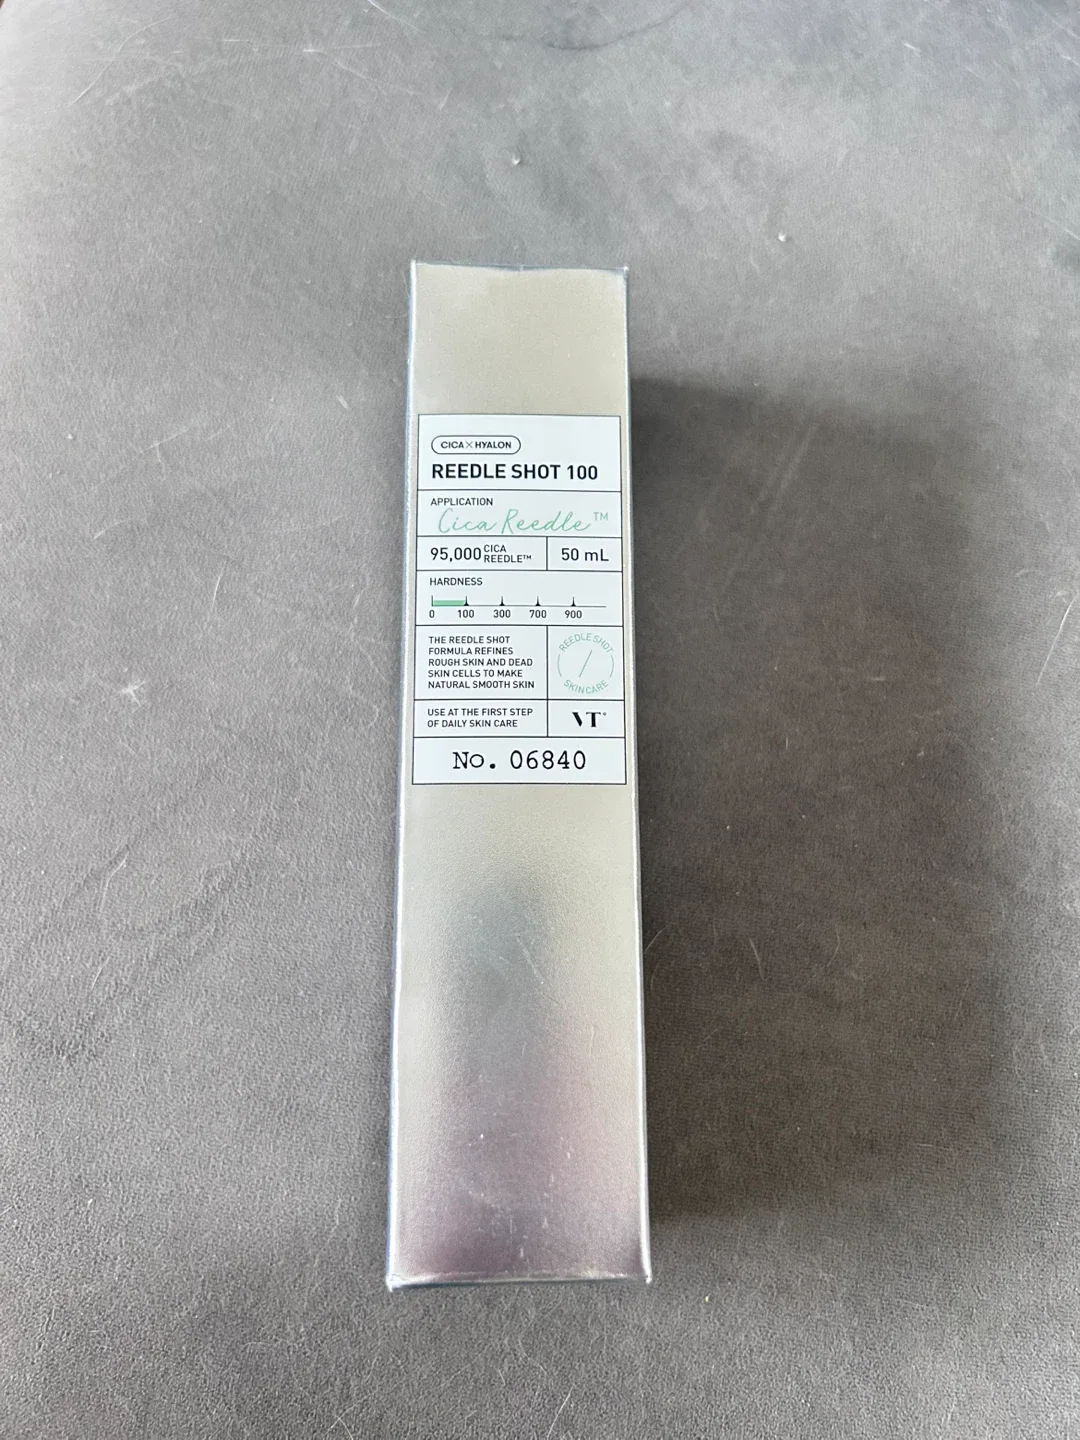 CICA×HYALON
REEDLE SHOT 100
APPLICATION
Cica Reedle™
95,000 CICA REEDLE™
50 mL
HARDNESS
0 100 300 700 900
THE REEDLE SHOT
FORMULA REFINES
ROUGH SKIN AND DEAD
SKIN CELLS TO MAKE
NATURAL SMOOTH SKIN
REEDLE SHOT
SKINCARE
USE AT THE FIRST STEP
OF DAILY SKIN CARE
VT°
No. 06840